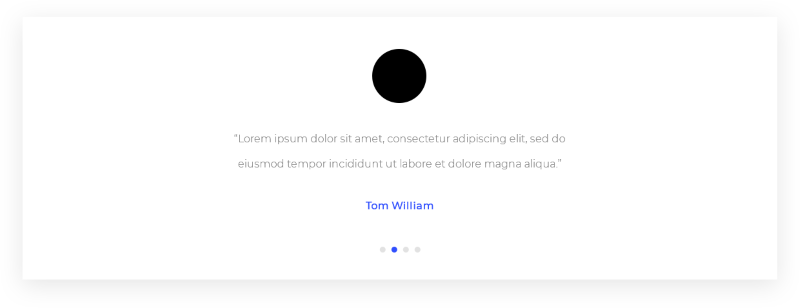 “Lorem ipsum dolor sit amet, consectetur adipiscing elit, sed do
eiusmod tempor incididunt ut labore et dolore magna aliqua.”
Tom William